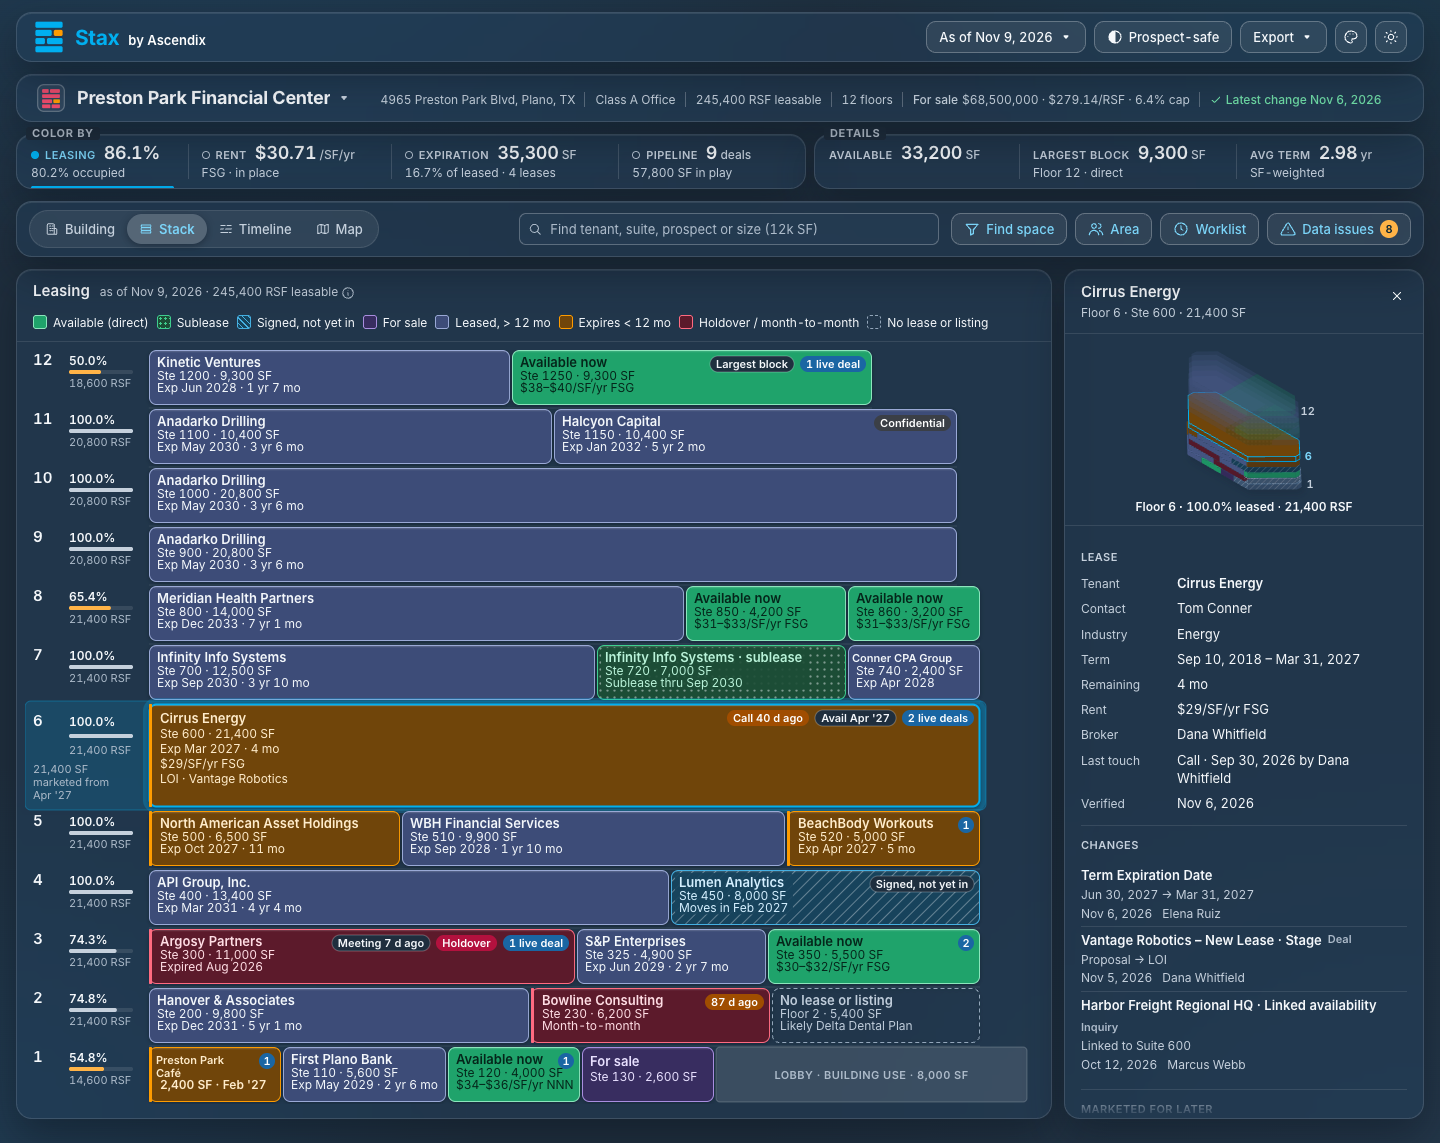 Stax by Ascendix
As of Nov 9, 2026
Prospect-safe
Export
Preston Park Financial Center
4965 Preston Park Blvd, Plano, TX
Class A Office
245,400 RSF leasable
12 floors
For sale $68,500,000 · $279.14/RSF · 6.4% cap
✓ Latest change Nov 6, 2026
COLOR BY
LEASING 86.1%
80.2% occupied
RENT $30.71 /SF/yr
FSG · in place
EXPIRATION 35,300 SF
16.7% of leased · 4 leases
PIPELINE 9 deals
57,800 SF in play
DETAILS
AVAILABLE 33,200 SF
LARGEST BLOCK 9,300 SF
Floor 12 · direct
AVG TERM 2.98 yr
SF-weighted
Building
Stack
Timeline
Map
Find tenant, suite, prospect or size (12k SF)
Find space
Area
Worklist
Data issues 8
Leasing as of Nov 9, 2026 · 245,400 RSF leasable
Available (direct)
Sublease
Signed, not yet in
For sale
Leased, > 12 mo
Expires < 12 mo
Holdover / month-to-month
No lease or listing
12 50.0%
18,600 RSF
Kinetic Ventures
Ste 1200 · 9,300 SF
Exp Jun 2028 · 1 yr 7 mo
Available now
Ste 1250 · 9,300 SF
$38–$40/SF/yr FSG
Largest block
1 live deal
11 100.0%
20,800 RSF
Anadarko Drilling
Ste 1100 · 10,400 SF
Exp May 2030 · 3 yr 6 mo
Halcyon Capital
Ste 1150 · 10,400 SF
Exp Jan 2032 · 5 yr 2 mo
Confidential
10 100.0%
20,800 RSF
Anadarko Drilling
Ste 1000 · 20,800 SF
Exp May 2030 · 3 yr 6 mo
9 100.0%
20,800 RSF
Anadarko Drilling
Ste 900 · 20,800 SF
Exp May 2030 · 3 yr 6 mo
8 65.4%
21,400 RSF
Meridian Health Partners
Ste 800 · 14,000 SF
Exp Dec 2033 · 7 yr 1 mo
Available now
Ste 850 · 4,200 SF
$31–$33/SF/yr FSG
Available now
Ste 860 · 3,200 SF
$31–$33/SF/yr FSG
7 100.0%
21,400 RSF
Infinity Info Systems
Ste 700 · 12,500 SF
Exp Sep 2030 · 3 yr 10 mo
Infinity Info Systems · sublease
Ste 720 · 7,000 SF
Sublease thru Sep 2030
Conner CPA Group
Ste 740 · 2,400 SF
Exp Apr 2028
6 100.0%
21,400 RSF
21,400 SF
marketed from
Apr '27
Cirrus Energy
Ste 600 · 21,400 SF
Exp Mar 2027 · 4 mo
$29/SF/yr FSG
LOI · Vantage Robotics
Call 40 d ago
Avail Apr '27
2 live deals
5 100.0%
21,400 RSF
North American Asset Holdings
Ste 500 · 6,500 SF
Exp Oct 2027 · 11 mo
WBH Financial Services
Ste 510 · 9,900 SF
Exp Sep 2028 · 1 yr 10 mo
BeachBody Workouts 1
Ste 520 · 5,000 SF
Exp Apr 2027 · 5 mo
4 100.0%
21,400 RSF
API Group, Inc.
Ste 400 · 13,400 SF
Exp Mar 2031 · 4 yr 4 mo
Lumen Analytics
Ste 450 · 8,000 SF
Moves in Feb 2027
Signed, not yet in
3 74.3%
21,400 RSF
Argosy Partners
Ste 300 · 11,000 SF
Expired Aug 2026
Meeting 7 d ago
Holdover
1 live deal
S&P Enterprises
Ste 325 · 4,900 SF
Exp Jun 2029 · 2 yr 7 mo
Available now 2
Ste 350 · 5,500 SF
$30–$32/SF/yr FSG
2 74.8%
21,400 RSF
Hanover & Associates
Ste 200 · 9,800 SF
Exp Dec 2031 · 5 yr 1 mo
Bowline Consulting
Ste 230 · 6,200 SF
Month-to-month
87 d ago
No lease or listing
Floor 2 · 5,400 SF
Likely Delta Dental Plan
1 54.8%
14,600 RSF
Preston Park 1
Café
2,400 SF · Feb '27
First Plano Bank
Ste 110 · 5,600 SF
Exp May 2029 · 2 yr 6 mo
Available now 1
Ste 120 · 4,000 SF
$34–$36/SF/yr NNN
For sale
Ste 130 · 2,600 SF
LOBBY · BUILDING USE · 8,000 SF
Cirrus Energy
Floor 6 · Ste 600 · 21,400 SF
12
6
1
Floor 6 · 100.0% leased · 21,400 RSF
LEASE
Tenant Cirrus Energy
Contact Tom Conner
Industry Energy
Term Sep 10, 2018 – Mar 31, 2027
Remaining 4 mo
Rent $29/SF/yr FSG
Broker Dana Whitfield
Last touch Call · Sep 30, 2026 by Dana
Whitfield
Verified Nov 6, 2026
CHANGES
Term Expiration Date
Jun 30, 2027 → Mar 31, 2027
Nov 6, 2026 Elena Ruiz
Vantage Robotics – New Lease · Stage Deal
Proposal → LOI
Nov 5, 2026 Dana Whitfield
Harbor Freight Regional HQ · Linked availability
Inquiry
Linked to Suite 600
Oct 12, 2026 Marcus Webb
MARKETED FOR LATER